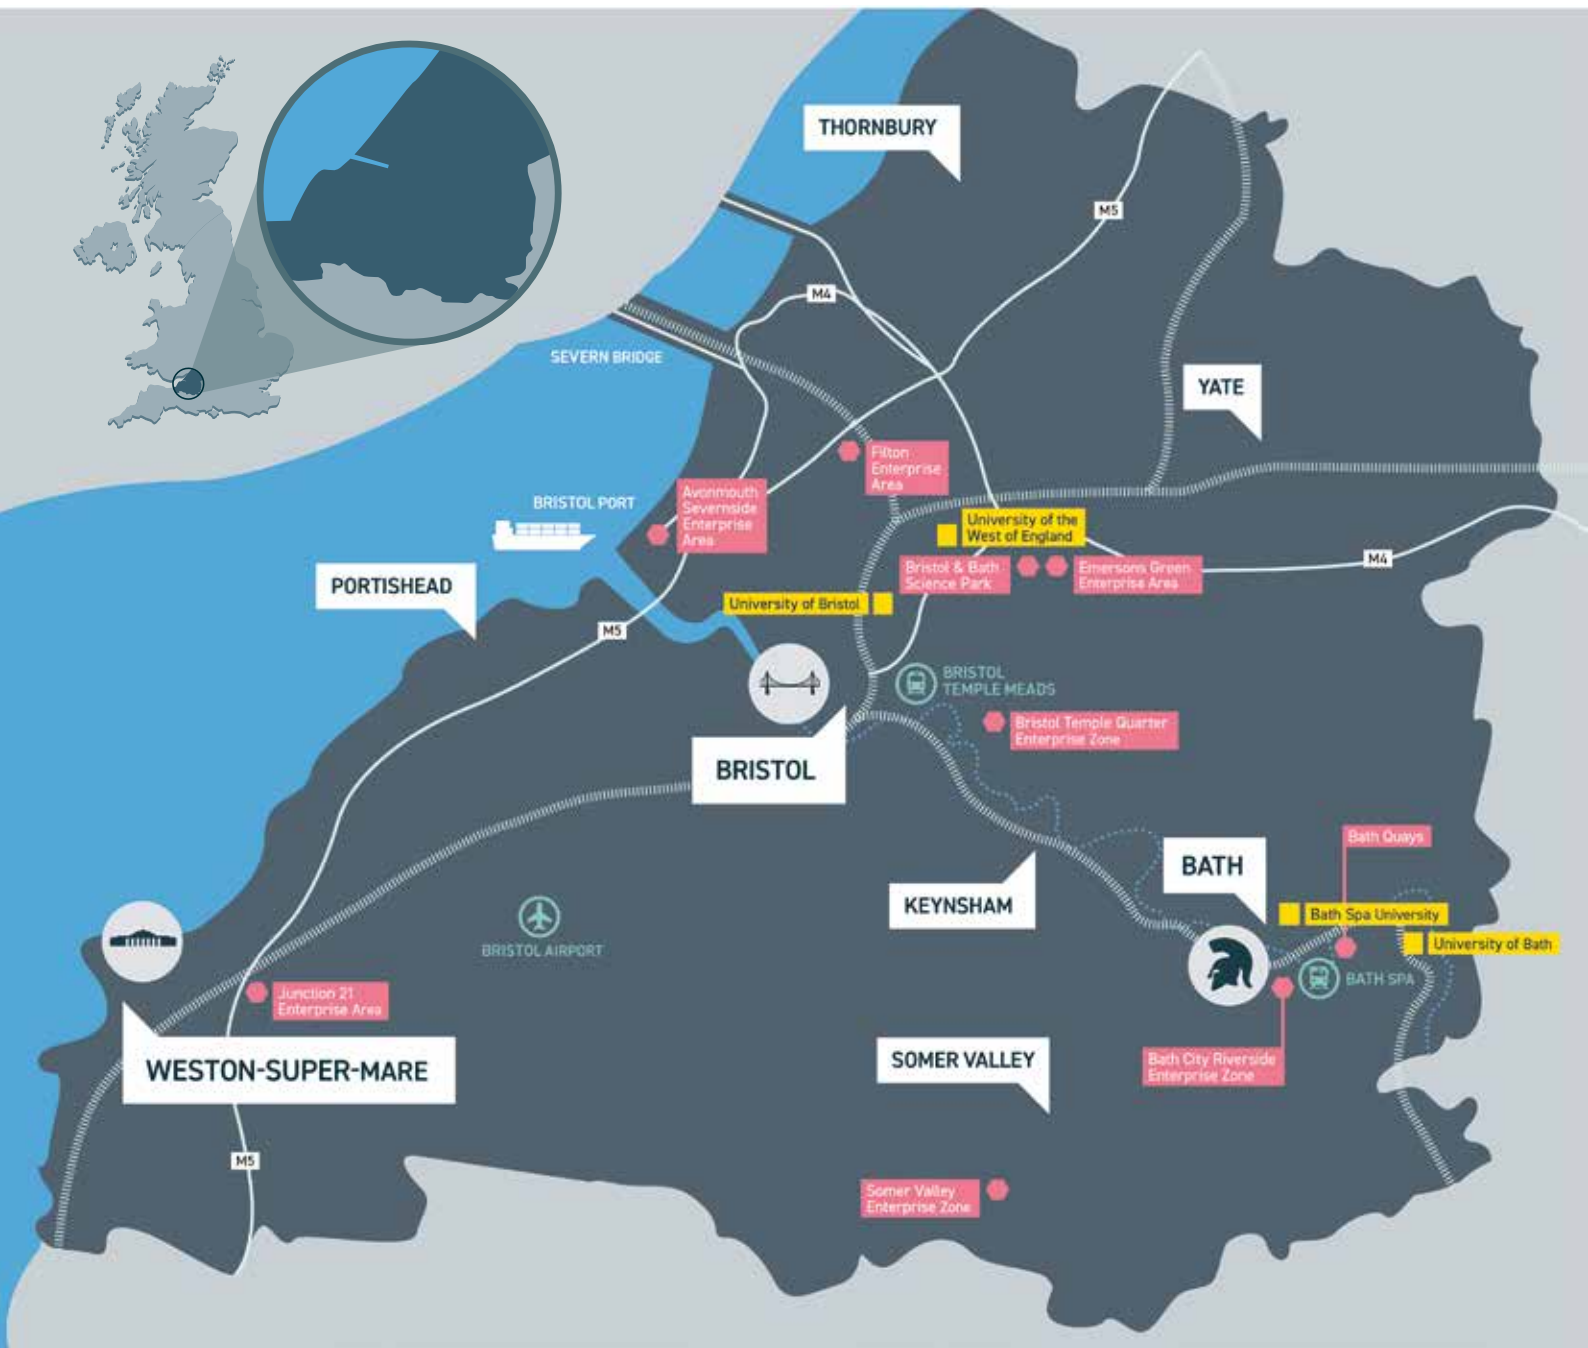 THORNBURY
M5
M4
SEVERN BRIDGE
YATE
Filton
Enterprise
Area
Avonmouth
Severnside
Enterprise
Area
BRISTOL PORT
University of the
West of England
M4
Bristol & Bath
Science Park
Emersons Green
Enterprise Area
PORTISHEAD
University of Bristol
M5
BRISTOL
TEMPLE MEADS
Bristol Temple Quarter
Enterprise Zone
BRISTOL
Bath Quays
BATH
KEYNSHAM
Bath Spa University
University of Bath
BRISTOL AIRPORT
BATH SPA
Junction 21
Enterprise Area
WESTON-SUPER-MARE
SOMER VALLEY
Bath City Riverside
Enterprise Zone
M5
Somer Valley
Enterprise Zone